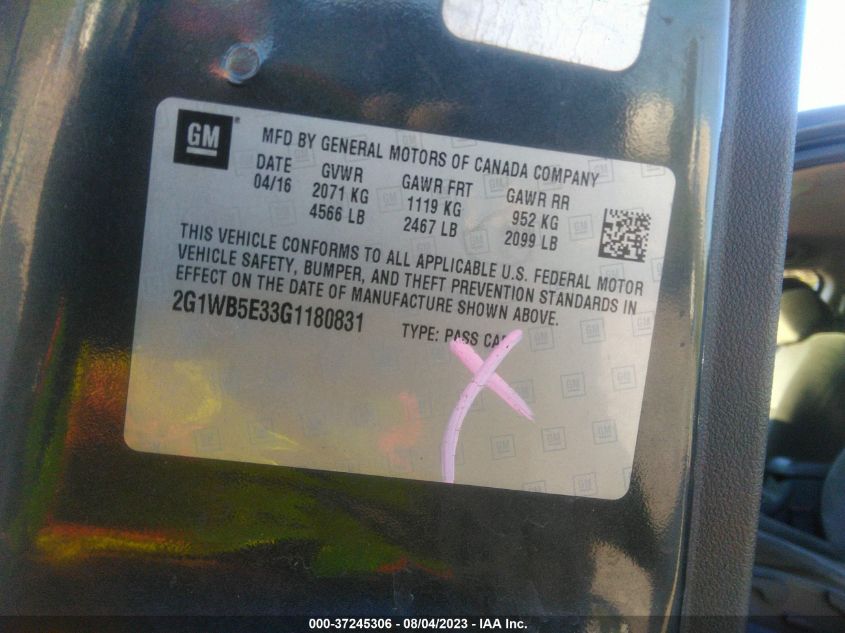 GM
®
MFD BY GENERAL MOTORS OF CANADA COMPANY
DATE GVWR GAWR FRT GAWR RR
04/16 2071 KG 1119 KG 952 KG
4566 LB 2467 LB 2099 LB
THIS VEHICLE CONFORMS TO ALL APPLICABLE U.S. FEDERAL MOTOR
VEHICLE SAFETY, BUMPER, AND THEFT PREVENTION STANDARDS IN
EFFECT ON THE DATE OF MANUFACTURE SHOWN ABOVE.
2G1WB5E33G1180831 TYPE: PASS CAR
000-37245306 - 08/04/2023 - IAA Inc.